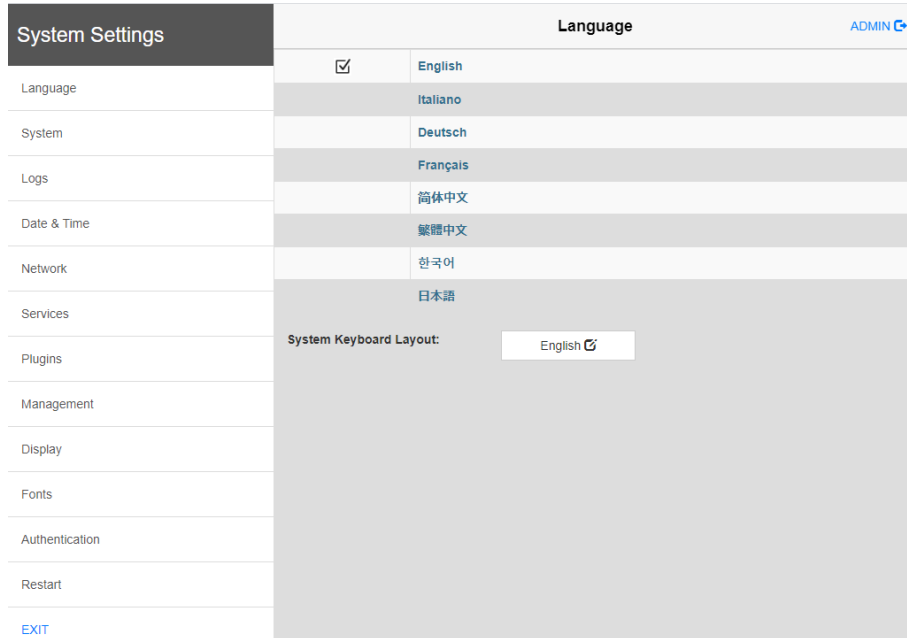 System Settings
Language
System
Logs
Date & Time
Network
Services
Plugins
Management
Display
Fonts
Authentication
Restart
EXIT
Language
ADMIN
English
Italiano
Deutsch
Français
简体中文
繁體中文
한국어
日本語
System Keyboard Layout: English